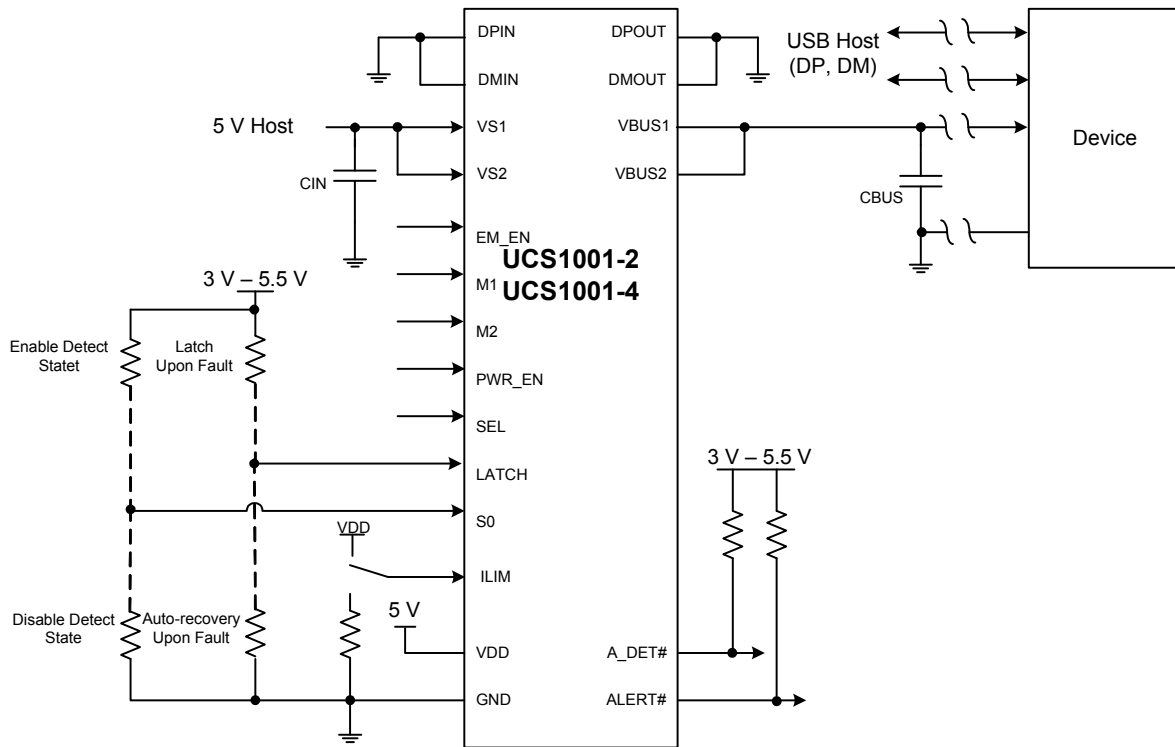 DPIN
DMIN
5 V Host
VS1
VS2
CIN
EM_EN
M1
M2
PWR_EN
SEL
LATCH
S0
ILIM
VDD
GND
UCS1001-2
UCS1001-4
DPOUT
DMOUT
VBUS1
VBUS2
A_DET#
ALERT#
USB Host
(DP, DM)
Device
CBUS
3 V – 5.5 V
Enable Detect
Statet
Latch
Upon Fault
Disable Detect
State
Auto-recovery
Upon Fault
VDD
5 V
3 V – 5.5 V